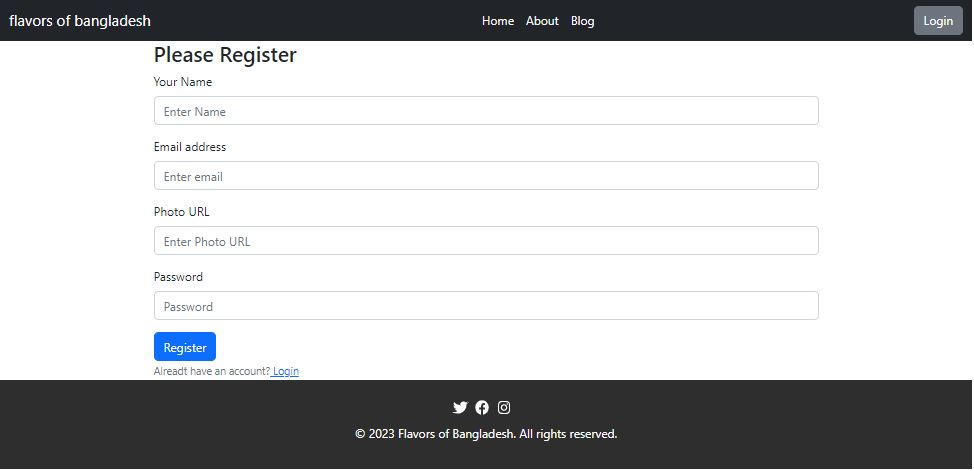 flavors of bangladesh Home About Blog Login
Please Register
Your Name
Enter Name
Email address
Enter email
Photo URL
Enter Photo URL
Password
Password
Register
Alreadt have an account? Login
© 2023 Flavors of Bangladesh. All rights reserved.